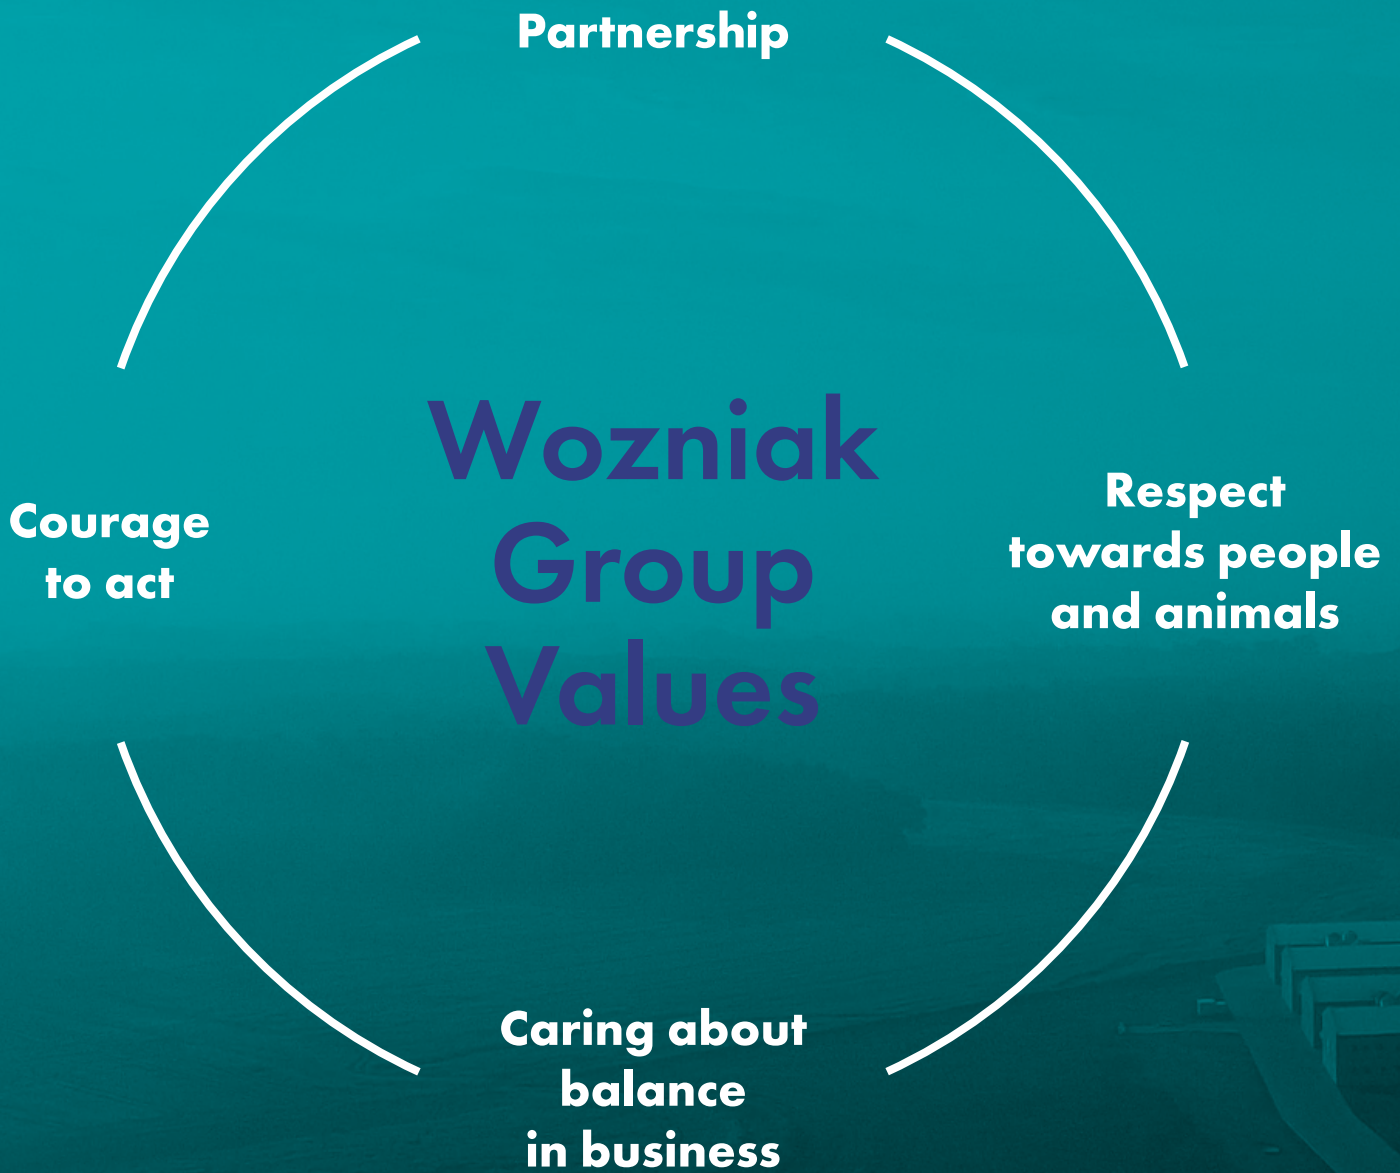 Partnership
Wozniak
Group
Values
Courage
to act
Respect
towards people
and animals
Caring about
balance
in business